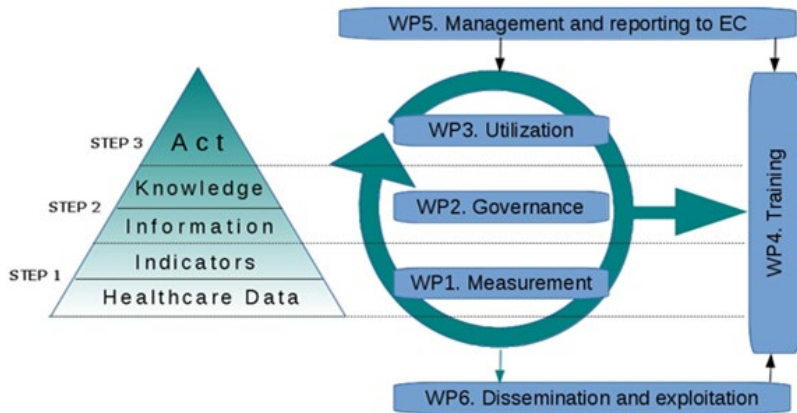 WP5. Management and reporting to EC
STEP 3
Act
WP3. Utilization
Knowledge
STEP 2
WP2. Governance
Information
WP4. Training
STEP 1
Indicators
WP1. Measurement
Healthcare Data
WP6. Dissemination and exploitation